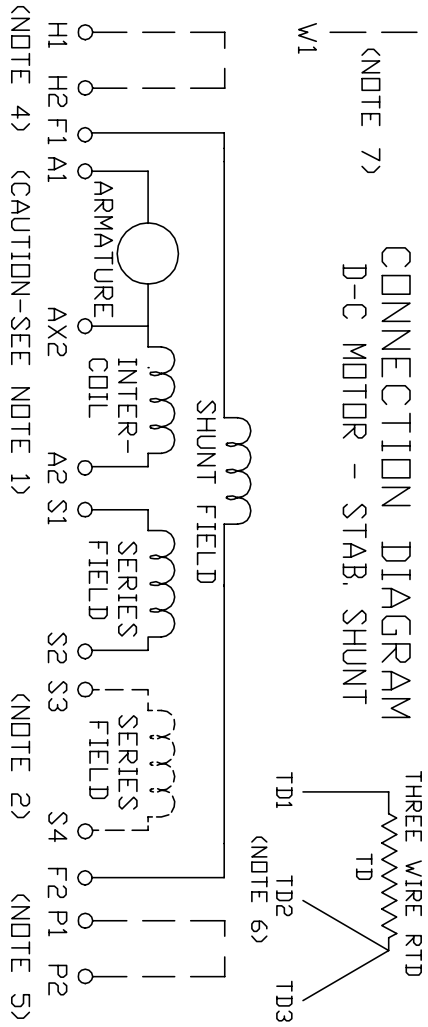 CONNECTION DIAGRAM
D-C MOTOR - STAB. SHUNT
W1
(NOTE 7)
THREE WIRE RTD
TD
TD1
TD2
TD3
(NOTE 6)
SHUNT FIELD
ARMATURE
INTER-
COIL
SERIES
FIELD
SERIES
FIELD
H1 H2 F1 A1 AX2 A2 S1 S2 S3 S4 F2 P1 P2
(NOTE 4) (CAUTION-SEE NOTE 1) (NOTE 2) (NOTE 5)